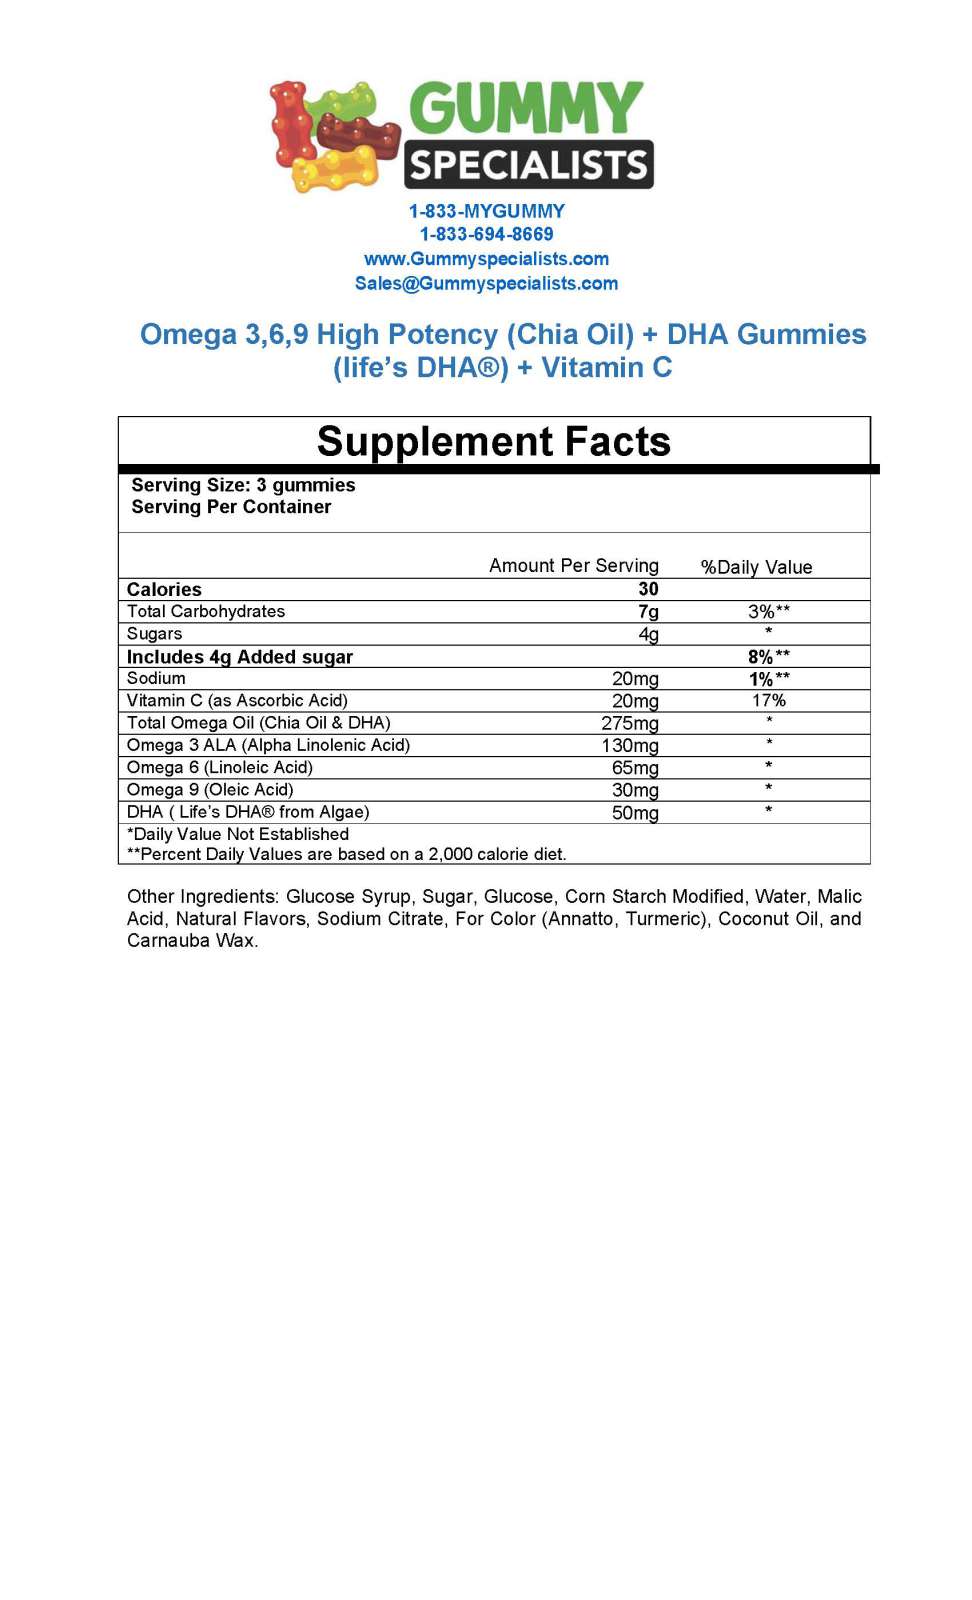 GUMMY
SPECIALISTS
1-833-MYGUMMY
1-833-694-8669
www.Gummyspecialists.com
Sales@Gummyspecialists.com
Omega 3,6,9 High Potency (Chia Oil) + DHA Gummies
(life’s DHA®) + Vitamin C
Supplement Facts
Serving Size: 3 gummies
Serving Per Container
Amount Per Serving %Daily Value
Calories 30
Total Carbohydrates 7g 3%**
Sugars 4g *
Includes 4g Added sugar 8%**
Sodium 20mg 1%**
Vitamin C (as Ascorbic Acid) 20mg 17%
Total Omega Oil (Chia Oil & DHA) 275mg *
Omega 3 ALA (Alpha Linolenic Acid) 130mg *
Omega 6 (Linoleic Acid) 65mg *
Omega 9 (Oleic Acid) 30mg *
DHA ( Life’s DHA® from Algae) 50mg *
*Daily Value Not Established
**Percent Daily Values are based on a 2,000 calorie diet.
Other Ingredients: Glucose Syrup, Sugar, Glucose, Corn Starch Modified, Water, Malic
Acid, Natural Flavors, Sodium Citrate, For Color (Annatto, Turmeric), Coconut Oil, and
Carnauba Wax.